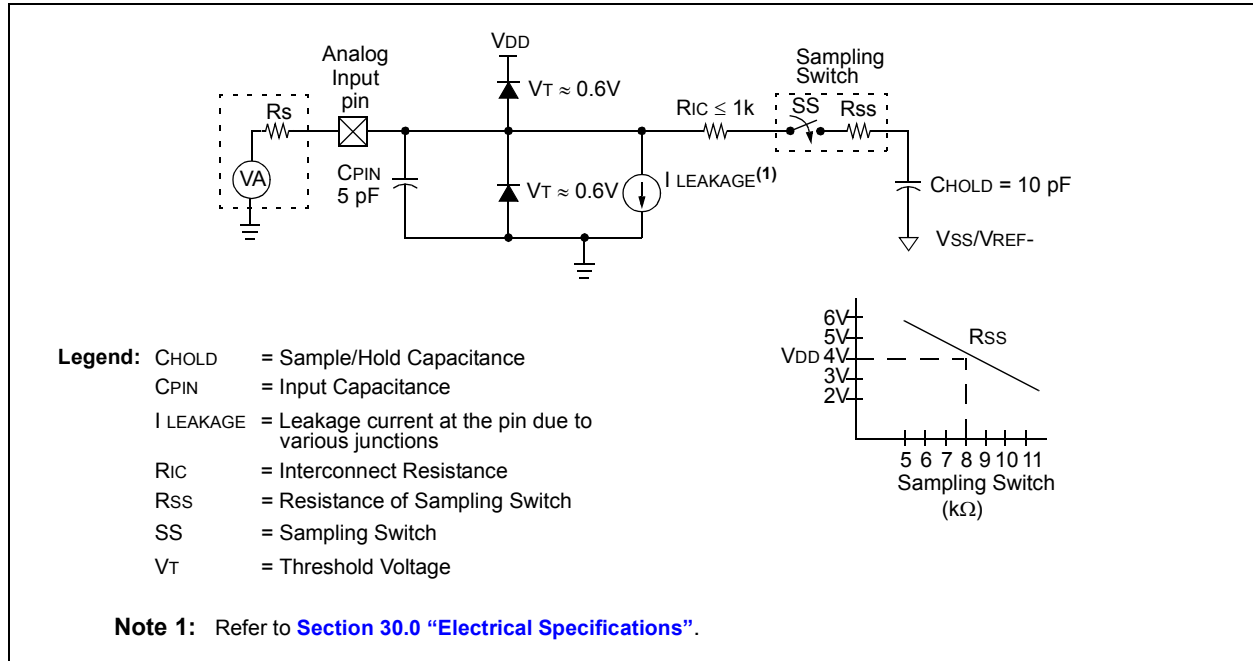 VDD
Analog
Input
pin
Sampling
Switch
VT ≈ 0.6V
Rs
RIC ≤ 1k
SS
Rss
VA
CPIN
5 pF
VT ≈ 0.6V
I LEAKAGE(1)
CHOLD = 10 pF
VSS/VREF-
6V
5V
VDD 4V
3V
2V
RSS
5 6 7 8 9 10 11
Sampling Switch
(kΩ)
Legend: CHOLD = Sample/Hold Capacitance
CPIN = Input Capacitance
I LEAKAGE = Leakage current at the pin due to
various junctions
RIC = Interconnect Resistance
RSS = Resistance of Sampling Switch
SS = Sampling Switch
VT = Threshold Voltage
Note 1: Refer to Section 30.0 “Electrical Specifications”.